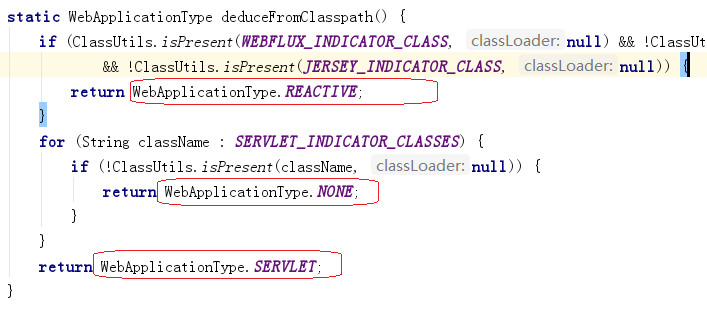 static WebApplicationType deduceFromClasspath() {
if (ClassUtils.isPresent(WEBFLUX_INDICATOR_CLASS, classLoader: null) && !ClassUt
&& !ClassUtils.isPresent(JERSEY_INDICATOR_CLASS, classLoader: null)) {
return WebApplicationType.REACTIVE;
}
for (String className : SERVLET_INDICATOR_CLASSES) {
if (!ClassUtils.isPresent(className, classLoader: null)) {
return WebApplicationType.NONE;
}
}
return WebApplicationType.SERVLET;
}